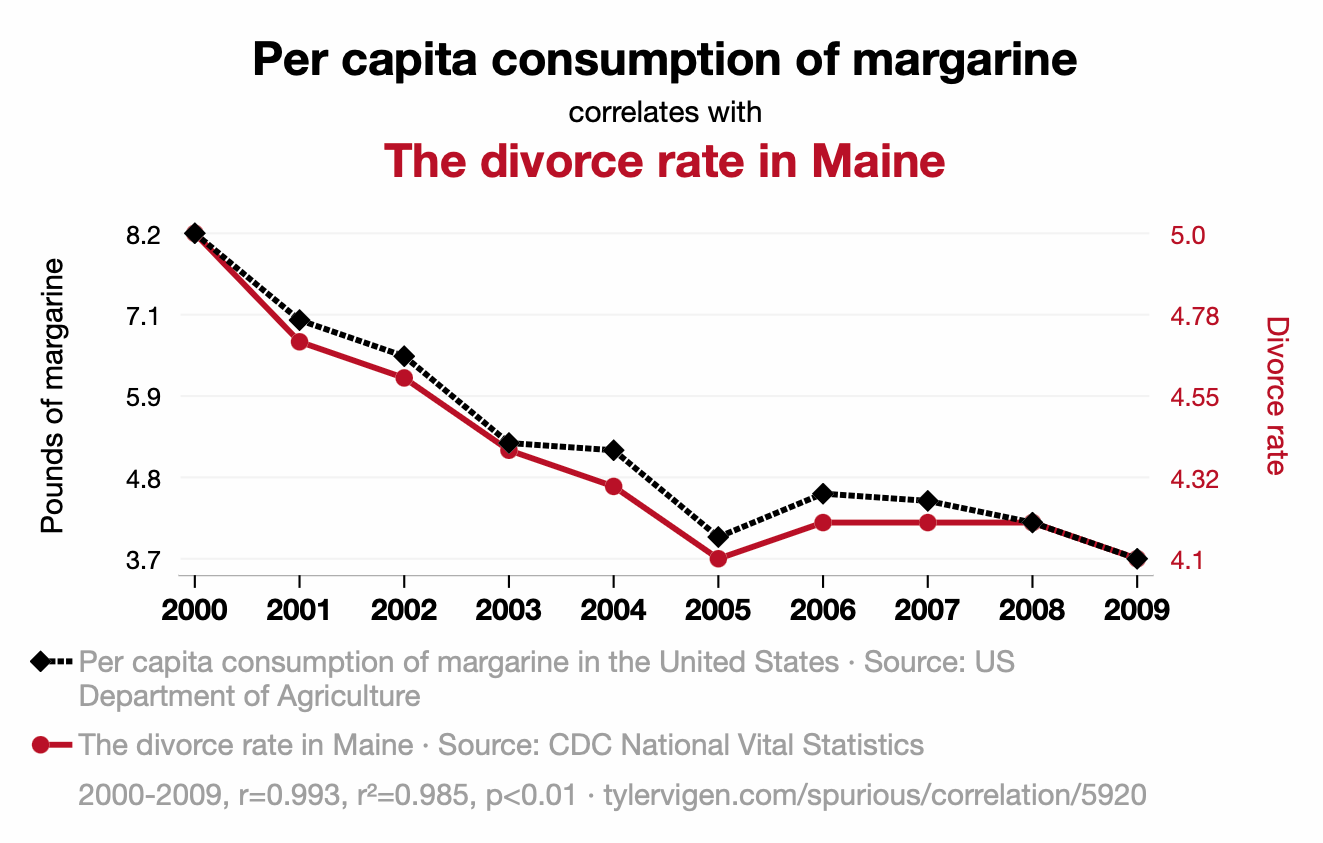 Per capita consumption of margarine
correlates with
The divorce rate in Maine
Pounds of margarine
8.2
7.1
5.9
4.8
3.7
5.0
4.78
4.55
4.32
4.1
Divorce rate
2000 2001 2002 2003 2004 2005 2006 2007 2008 2009
Per capita consumption of margarine in the United States · Source: US
Department of Agriculture
The divorce rate in Maine · Source: CDC National Vital Statistics
2000-2009, r=0.993, r²=0.985, p<0.01 · tylervigen.com/spurious/correlation/5920